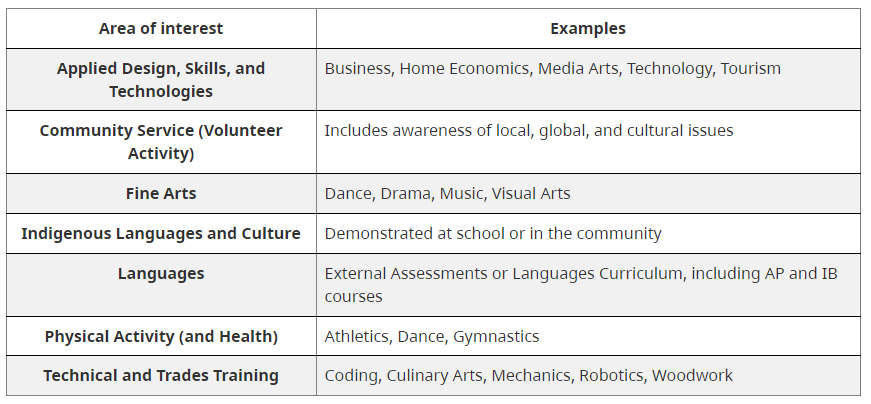 Area of interest
Examples
Applied Design, Skills, and
Technologies
Business, Home Economics, Media Arts, Technology, Tourism
Community Service (Volunteer
Activity)
Includes awareness of local, global, and cultural issues
Fine Arts
Dance, Drama, Music, Visual Arts
Indigenous Languages and Culture
Demonstrated at school or in the community
Languages
External Assessments or Languages Curriculum, including AP and IB
courses
Physical Activity (and Health)
Athletics, Dance, Gymnastics
Technical and Trades Training
Coding, Culinary Arts, Mechanics, Robotics, Woodwork